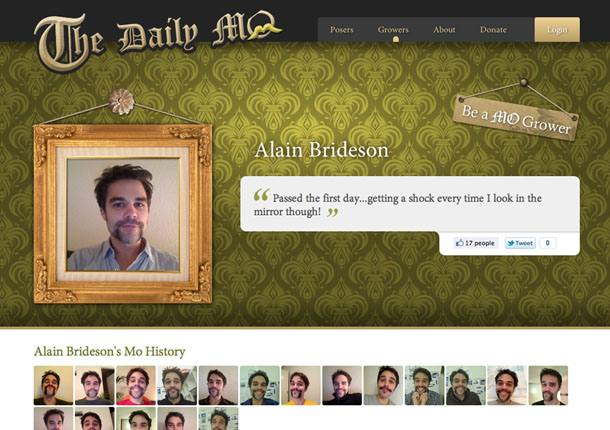 The Daily Mo
Posers Growers About Donate Login
Be a MO Grower
Alain Brideson
“ Passed the first day...getting a shock every time I look in the
mirror though! ”
17 people Tweet 0
Alain Brideson's Mo History